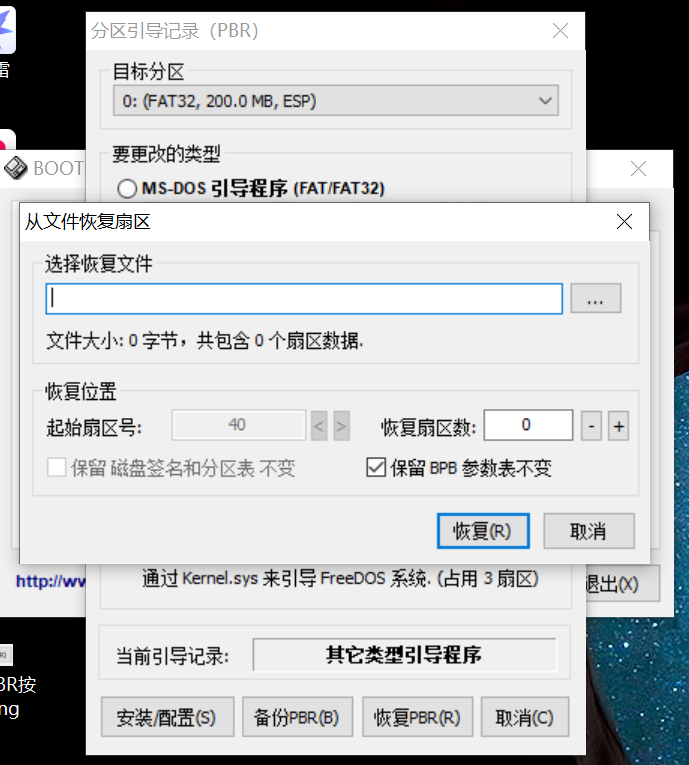 分区引导记录（PBR）
雷
目标分区
0: (FAT32, 200.0 MB, ESP)
要更改的类型
BOOT
MS-DOS 引导程序 (FAT/FAT32)
从文件恢复扇区
选择恢复文件
...
文件大小: 0 字节，共包含 0 个扇区数据.
恢复位置
起始扇区号: 40 < > 恢复扇区数: 0 - +
保留 磁盘签名和分区表 不变 保留 BPB 参数表不变
恢复(R) 取消
http://ww
通过 Kernel.sys 来引导 FreeDOS 系统. (占用 3 扇区)
退出(X)
当前引导记录: 其它类型引导程序
BR按
ng
安装/配置(S) 备份PBR(B) 恢复PBR(R) 取消(C)